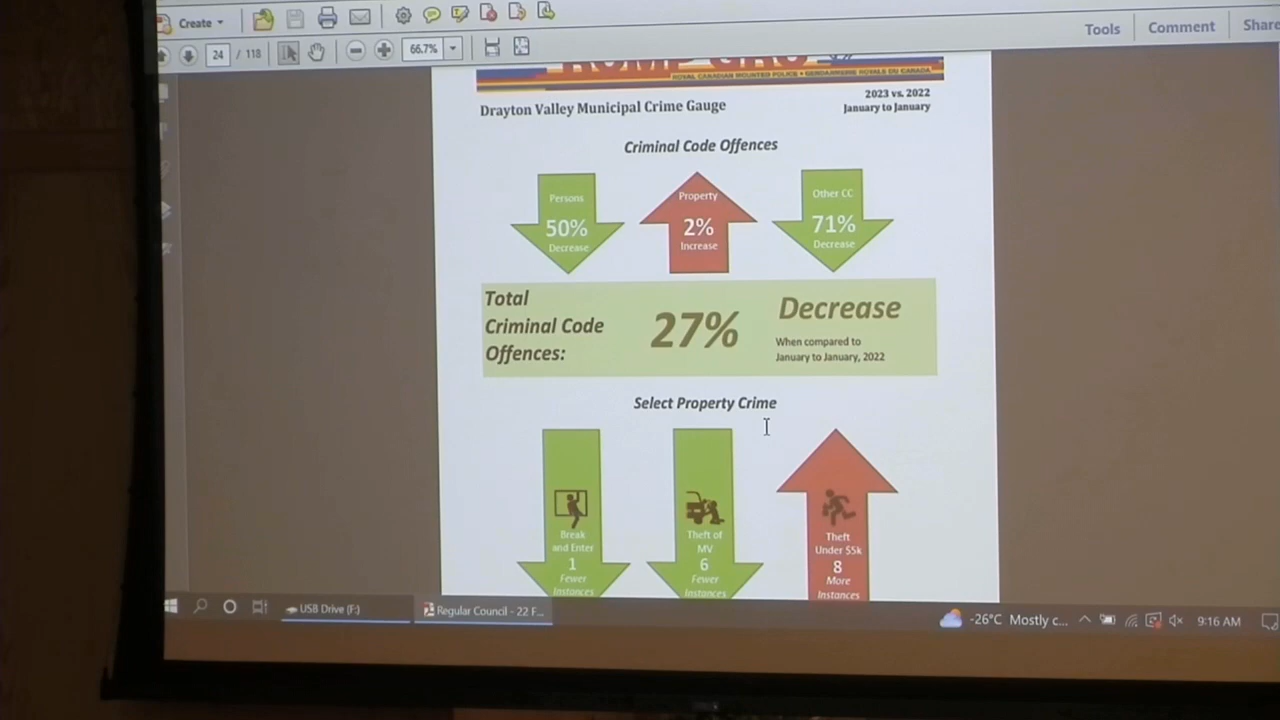 Create
Tools Comment Share
24 / 118 66.7%
ROYAL CANADIAN MOUNTED POLICE • GENDARMERIE ROYALE DU CANADA
Drayton Valley Municipal Crime Gauge
2023 vs. 2022
January to January
Criminal Code Offences
Persons
50%
Decrease
Property
2%
Increase
Other CC
71%
Decrease
Total
Criminal Code
Offences:
27%
Decrease
When compared to
January to January, 2022
Select Property Crime
Break
and Enter
1
Fewer
Instances
Theft of
MV
6
Fewer
Instances
Theft
Under $5k
8
More
Instances
USB Drive (F:)
Regular Council - 22 F...
-26°C Mostly c...
9:16 AM